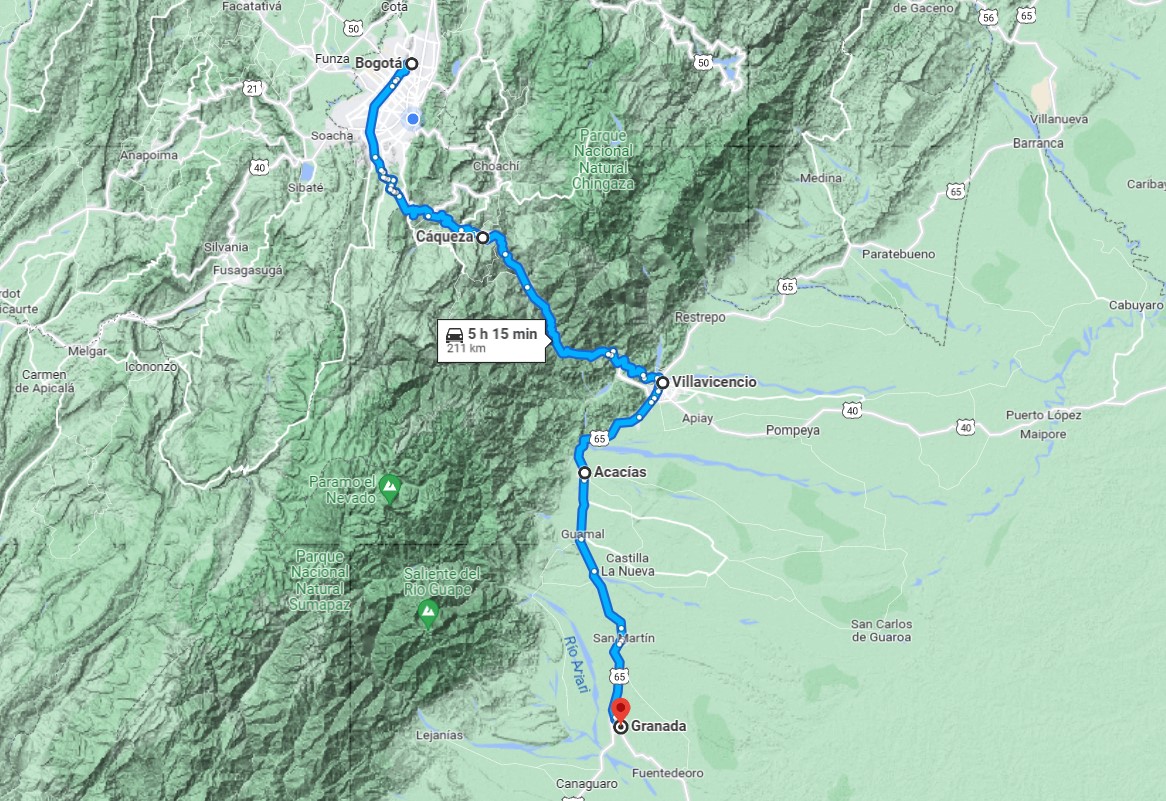 Facatativá
Cota
de Gaceno
56
65
50
Funza
Bogotá
50
21
Villanueva
Soacha
Parque
Nacional
Natural
Chingaza
Barranca
Anapoima
40
Choachí
Medina
Sibaté
65
Caribay
Cáqueza
Silvania
Paratebueno
Fusagasugá
65
rdot
icaurte
Cabuyaro
Restrepo
5 h 15 min
211 km
Melgar
Icononzo
Carmen
de Apicalá
Villavicencio
40
Puerto López
Apiay
Pompeya
40
Maipore
65
Acacías
Páramo el
Nevado
Guamal
Parque
Nacional
Natural
Sumapaz
Castilla
La Nueva
Saliente del
Rio Guape
San Carlos
de Guaroa
San Martín
Río Ariari
65
Granada
Lejanías
Fuentedeoro
Canaguaro